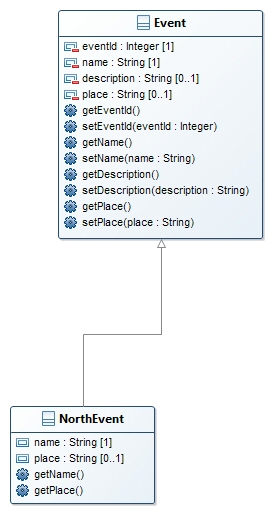 Event
eventId : Integer [1]
name : String [1]
description : String [0..1]
place : String [0..1]
getEventId()
setEventId(eventId : Integer)
getName()
setName(name : String)
getDescription()
setDescription(description : String)
getPlace()
setPlace(place : String)
NorthEvent
name : String [1]
place : String [0..1]
getName()
getPlace()